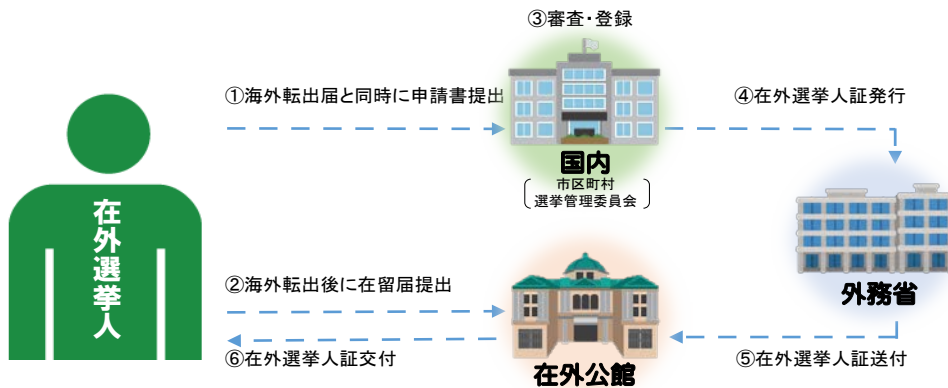 ③審査・登録
①海外転出届と同時に申請書提出
④在外選挙人証発行
国内
市区町村
選挙管理委員会
在外選挙人
外務省
②海外転出後に在留届提出
⑥在外選挙人証交付
⑤在外選挙人証送付
在外公館